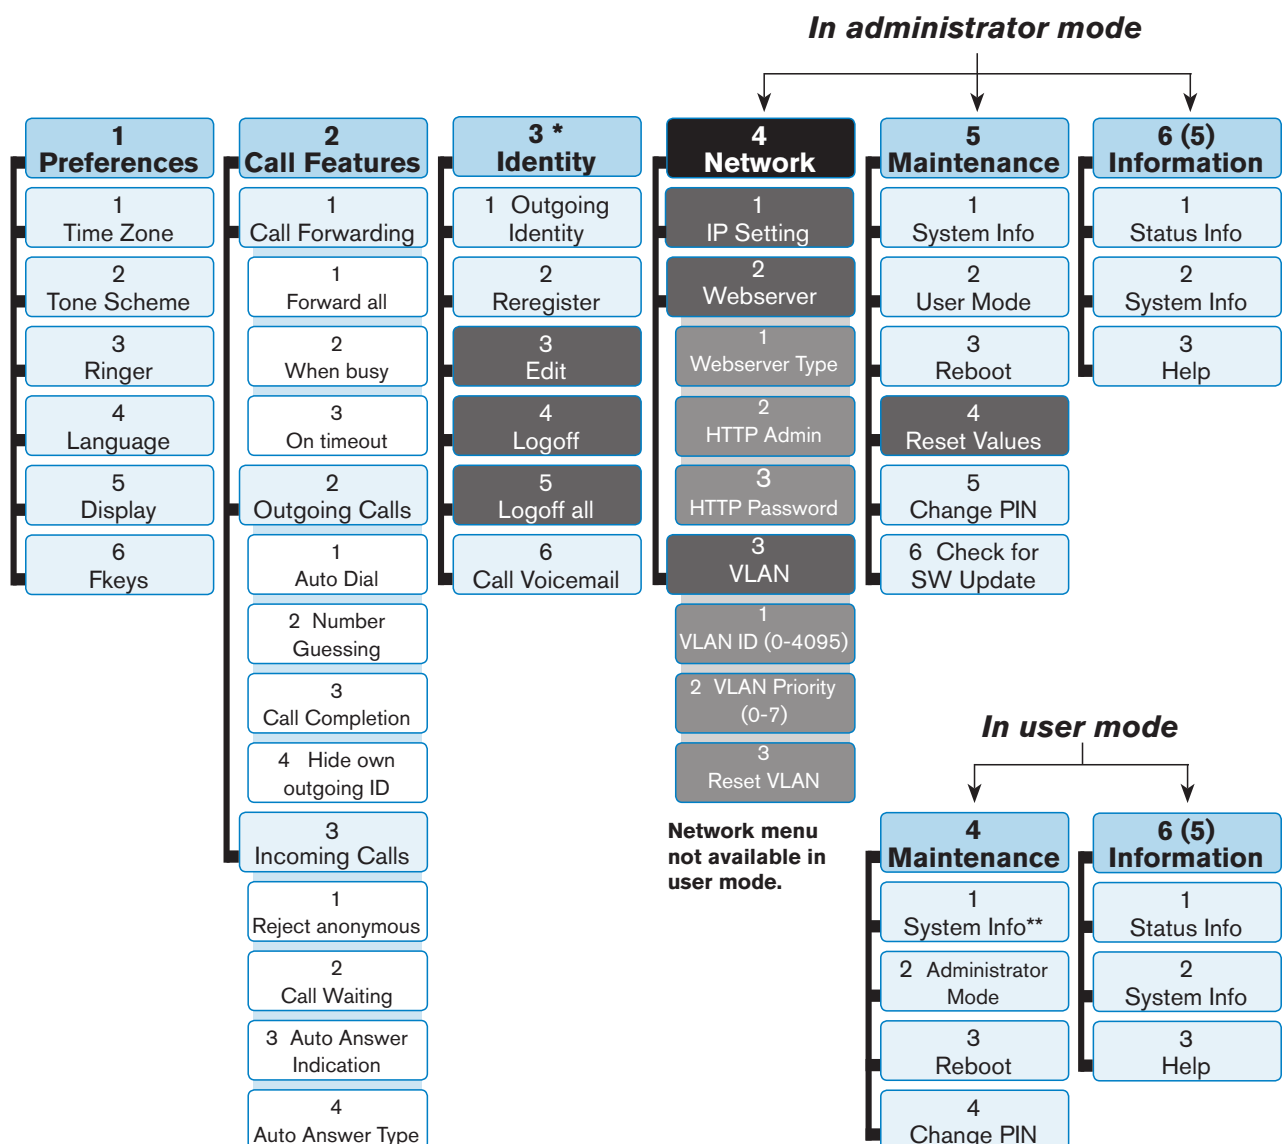 In administrator mode
1
Preferences
1
Time Zone
2
Tone Scheme
3
Ringer
4
Language
5
Display
6
Fkeys
2
Call Features
1
Call Forwarding
1
Forward all
2
When busy
3
On timeout
2
Outgoing Calls
1
Auto Dial
2 Number
Guessing
3
Call Completion
4 Hide own
outgoing ID
3
Incoming Calls
1
Reject anonymous
2
Call Waiting
3 Auto Answer
Indication
4
Auto Answer Type
3 *
Identity
1 Outgoing
Identity
2
Reregister
3
Edit
4
Logoff
5
Logoff all
6
Call Voicemail
4
Network
1
IP Setting
2
Webserver
1
Webserver Type
2
HTTP Admin
3
HTTP Password
3
VLAN
1
VLAN ID (0-4095)
2 VLAN Priority
(0-7)
3
Reset VLAN
Network menu
not available in
user mode.
5
Maintenance
1
System Info
2
User Mode
3
Reboot
4
Reset Values
5
Change PIN
6 Check for
SW Update
6 (5)
Information
1
Status Info
2
System Info
3
Help
In user mode
4
Maintenance
1
System Info**
2 Administrator
Mode
3
Reboot
4
Change PIN
6 (5)
Information
1
Status Info
2
System Info
3
Help